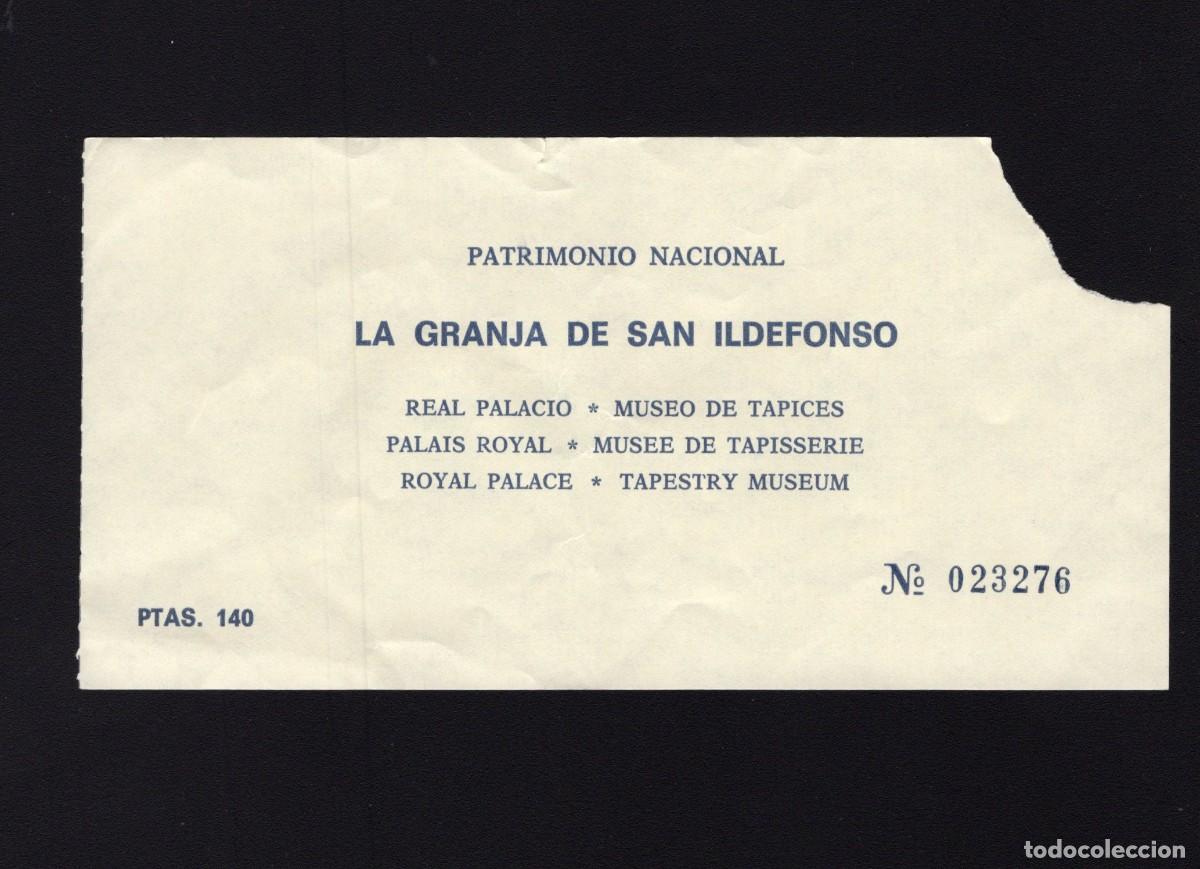 PATRIMONIO NACIONAL
LA GRANJA DE SAN ILDEFONSO
REAL PALACIO * MUSEO DE TAPICES
PALAIS ROYAL * MUSEE DE TAPISSERIE
ROYAL PALACE * TAPESTRY MUSEUM
№ 023276
PTAS. 140
todocoleccion